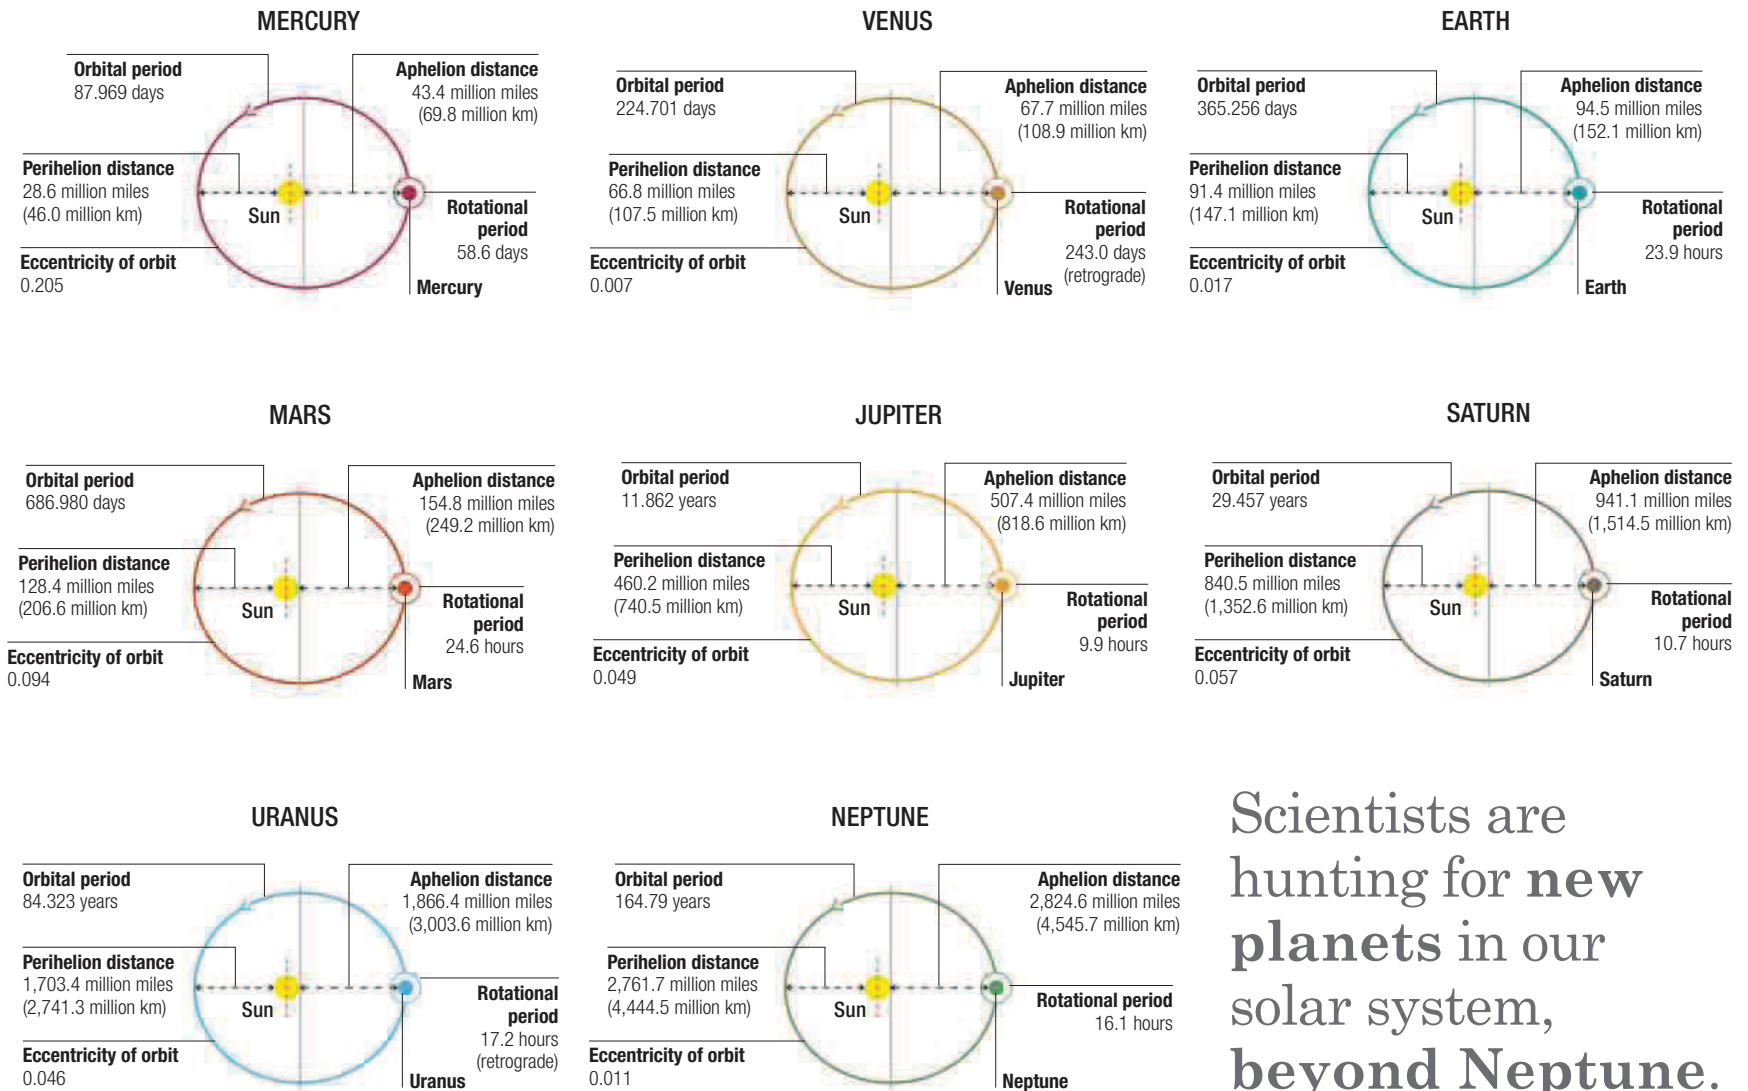 MERCURY
Orbital period
87.969 days
Aphelion distance
43.4 million miles
(69.8 million km)
Perihelion distance
28.6 million miles
(46.0 million km)
Sun
Rotational
period
58.6 days
Eccentricity of orbit
0.205
Mercury
VENUS
Orbital period
224.701 days
Aphelion distance
67.7 million miles
(108.9 million km)
Perihelion distance
66.8 million miles
(107.5 million km)
Sun
Rotational
period
243.0 days
(retrograde)
Eccentricity of orbit
0.007
Venus
EARTH
Orbital period
365.256 days
Aphelion distance
94.5 million miles
(152.1 million km)
Perihelion distance
91.4 million miles
(147.1 million km)
Sun
Rotational
period
23.9 hours
Eccentricity of orbit
0.017
Earth
MARS
Orbital period
686.980 days
Aphelion distance
154.8 million miles
(249.2 million km)
Perihelion distance
128.4 million miles
(206.6 million km)
Sun
Rotational
period
24.6 hours
Eccentricity of orbit
0.094
Mars
JUPITER
Orbital period
11.862 years
Aphelion distance
507.4 million miles
(818.6 million km)
Perihelion distance
460.2 million miles
(740.5 million km)
Sun
Rotational
period
9.9 hours
Eccentricity of orbit
0.049
Jupiter
SATURN
Orbital period
29.457 years
Aphelion distance
941.1 million miles
(1,514.5 million km)
Perihelion distance
840.5 million miles
(1,352.6 million km)
Sun
Rotational
period
10.7 hours
Eccentricity of orbit
0.057
Saturn
URANUS
Orbital period
84.323 years
Aphelion distance
1,866.4 million miles
(3,003.6 million km)
Perihelion distance
1,703.4 million miles
(2,741.3 million km)
Sun
Rotational
period
17.2 hours
(retrograde)
Eccentricity of orbit
0.046
Uranus
NEPTUNE
Orbital period
164.79 years
Aphelion distance
2,824.6 million miles
(4,545.7 million km)
Perihelion distance
2,761.7 million miles
(4,444.5 million km)
Sun
Rotational period
16.1 hours
Eccentricity of orbit
0.011
Neptune
Scientists are
hunting for new
planets in our
solar system,
beyond Neptune.